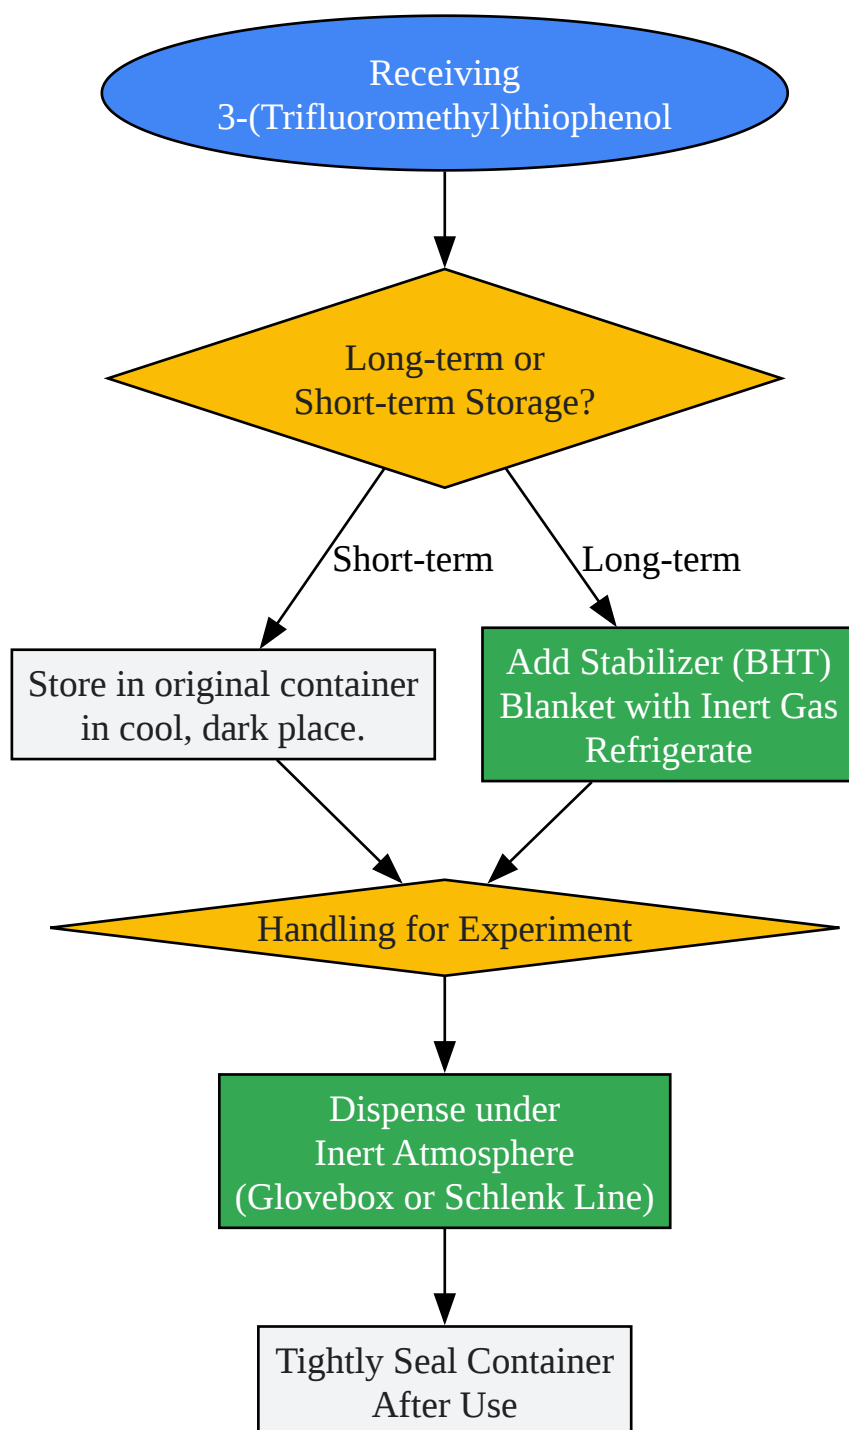 Receiving
3-(Trifluoromethyl)thiophenol
Long-term or
Short-term Storage?
Short-term
Long-term
Store in original container
in cool, dark place.
Add Stabilizer (BHT)
Blanket with Inert Gas
Refrigerate
Handling for Experiment
Dispense under
Inert Atmosphere
(Glovebox or Schlenk Line)
Tightly Seal Container
After Use